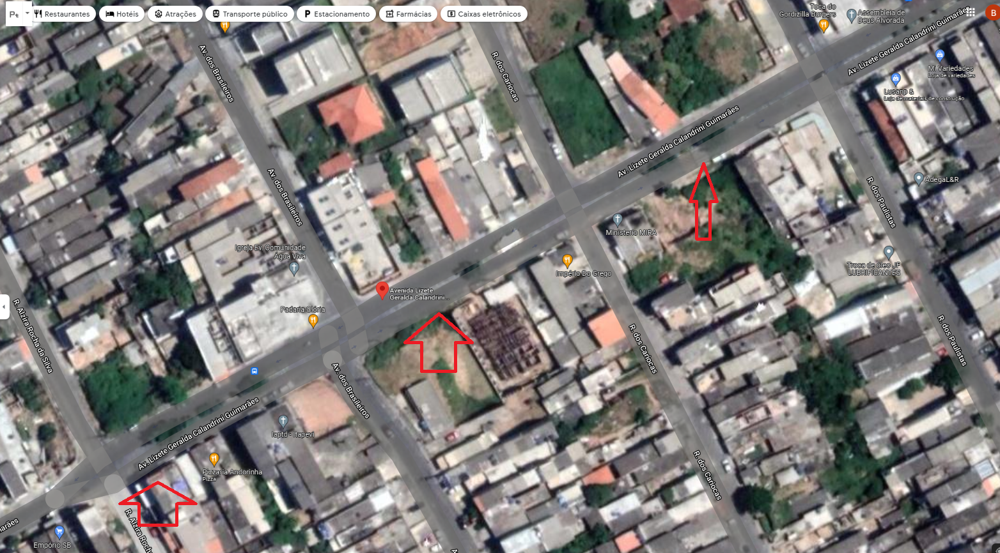 Pt
Restaurantes
Hotéis
Atrações
Transporte público
P
Estacionamento
Farmácias
Caixas eletrônicos
Toca do
Gordizilla Burgers
Assembleia de
Deus Alvorada
B
Av. Lizete Geralda Calandrini Guimarães
Av. dos Brasileiros
R. dos Cariocas
Mi Variedades
Loja de variedades
Lusanp &
Loja de materiais de construção
Av. Lizete Geralda Calandrini Guimarães
Av. dos Brasileiros
AdegaL&R
R. dos Paulistas
Ministerio MIRA
Igreja Ev. Comunidade
Água Viva
Troca de óleo JF
LUBRIFICANTES
Império Do Grego
Avenida Lizete
Geralda Calandrini...
Padaria Glória
R. Alzira Rocha da Silva
R. dos Cariocas
R. dos Paulistas
Av. dos Brasileiros
Av. Lizete Geralda Calandrini Guimarães
Iaptd - Itapevi
Pizzaria Andorinha
Pizza
R. dos Cariocas
R. Alzira Roch
arães
Empório SB
A